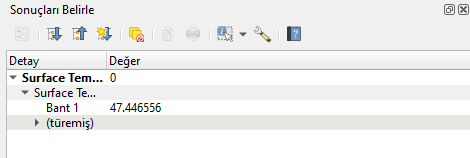 Sonuçları Belirle
Detay Değer
Surface Tem... 0
Surface Te...
Bant 1 47.446556
(türemiş)